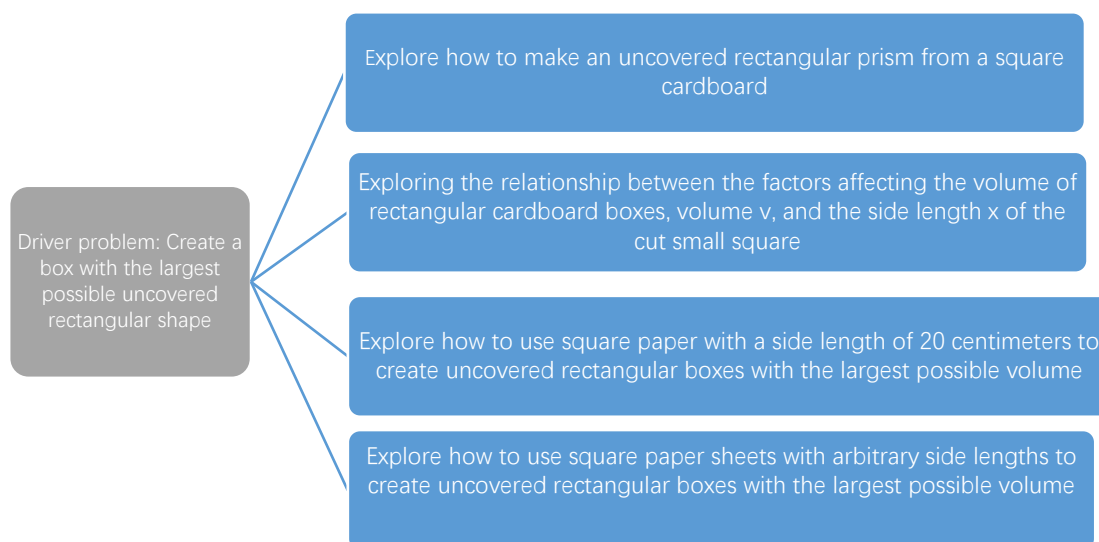 Driver problem: Create a
box with the largest
possible uncovered
rectangular shape
Explore how to make an uncovered rectangular prism from a square
cardboard
Exploring the relationship between the factors affecting the volume of
rectangular cardboard boxes, volume v, and the side length x of the
cut small square
Explore how to use square paper with a side length of 20 centimeters to
create uncovered rectangular boxes with the largest possible volume
Explore how to use square paper sheets with arbitrary side lengths to
create uncovered rectangular boxes with the largest possible volume